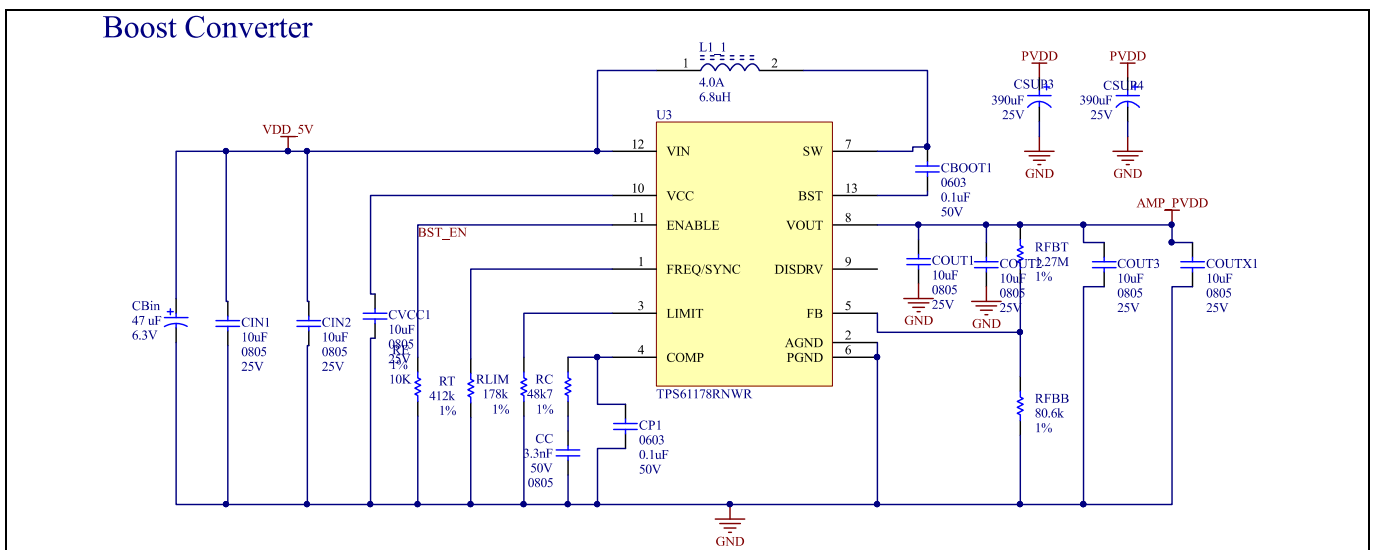 Boost Converter
L1_1
1
2
4.0A
6.8uH
PVDD
CSUP3
390uF
25V
GND
PVDD
CSUP4
390uF
25V
GND
VDD_5V
U3
12
VIN
SW
7
10
VCC
BST
13
11
ENABLE
VOUT
8
1
FREQ/SYNC
DISDRV
9
3
LIMIT
FB
5
4
COMP
AGND
2
PGND
6
TPS61178RNWR
BST_EN
CBOOT1
0603
0.1uF
50V
AMP_PVDD
COUT1
10uF
0805
25V
GND
COUT2
10uF
0805
25V
GND
RFBT
1.27M
1%
COUT3
10uF
0805
25V
COUTX1
10uF
0805
25V
CBin
47 uF
6.3V
CIN1
10uF
0805
25V
CIN2
10uF
0805
25V
CVCC1
10uF
0805
25V
1%
10K
RT
412k
1%
RLIM
178k
1%
RC
48k7
1%
CC
3.3nF
50V
0805
CP1
0603
0.1uF
50V
RFBB
80.6k
1%
GND